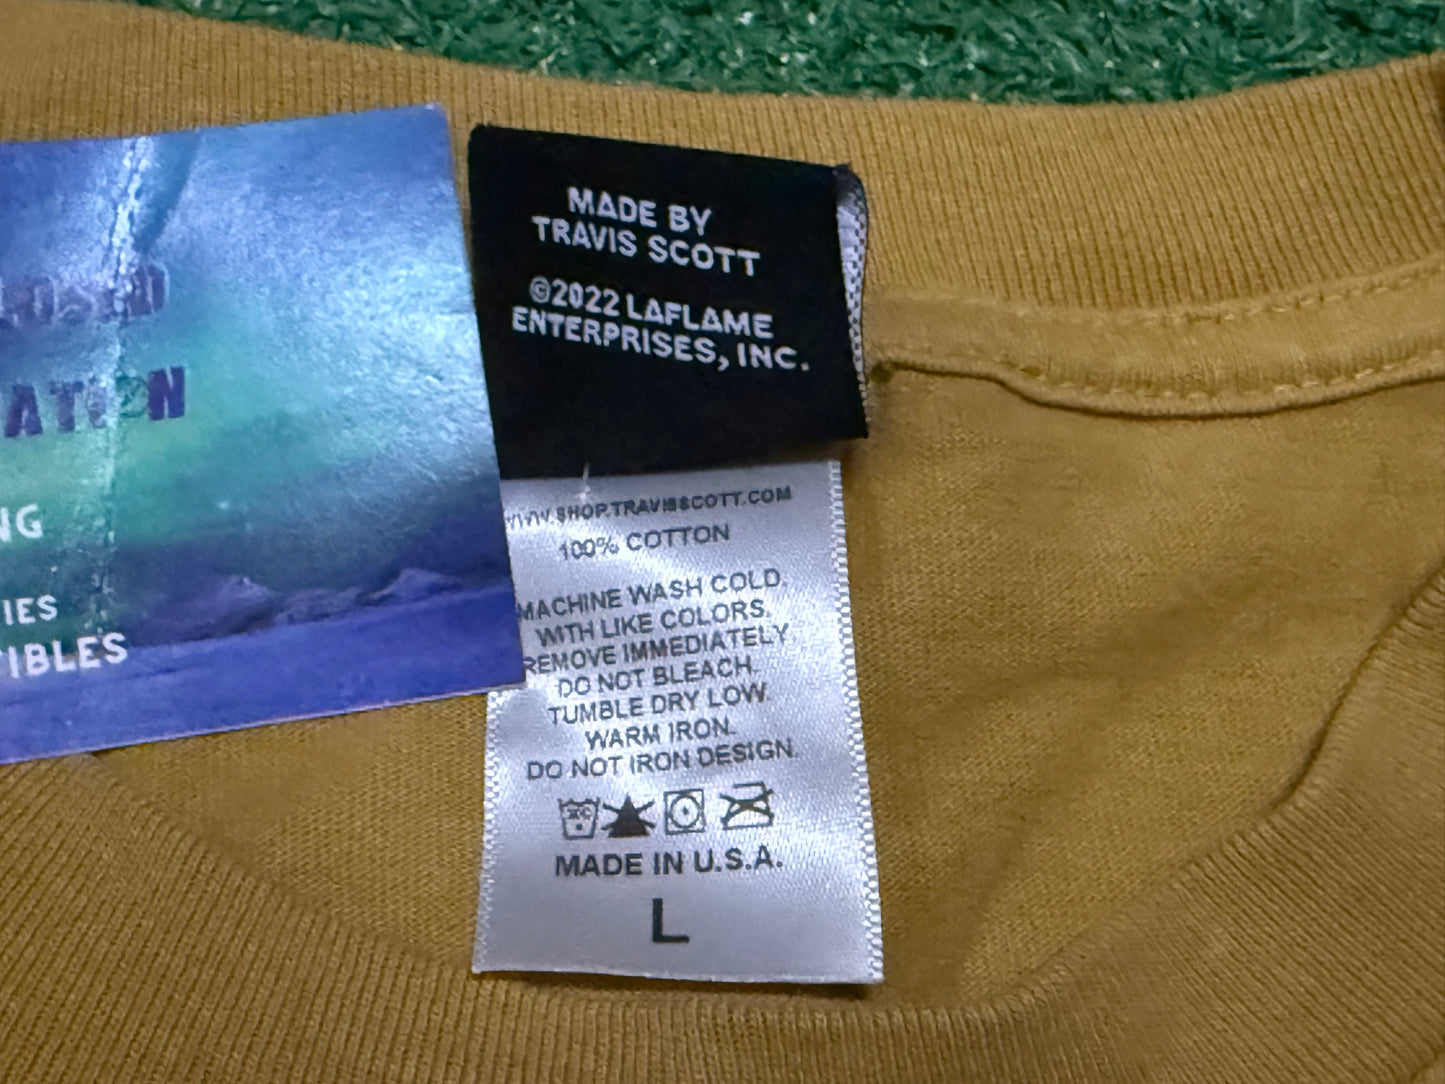 MADE BY
TRAVIS SCOTT
©2022 LAFLAME
ENTERPRISES, INC.
WWW.SHOP.TRAVISSCOTT.COM
100% COTTON
MACHINE WASH COLD.
WITH LIKE COLORS.
REMOVE IMMEDIATELY
DO NOT BLEACH.
TUMBLE DRY LOW.
WARM IRON.
DO NOT IRON DESIGN.
MADE IN U.S.A.
L
ATION
NG
IES
TIBLES